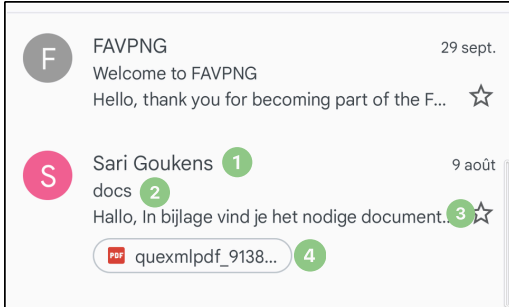 F
FAVPNG
29 sept.
Welcome to FAVPNG
Hello, thank you for becoming part of the F...
S
Sari Goukens 1
9 août
docs 2
Hallo, In bijlage vind je het nodige document.. 3
PDF quexmlpdf_9138... 4